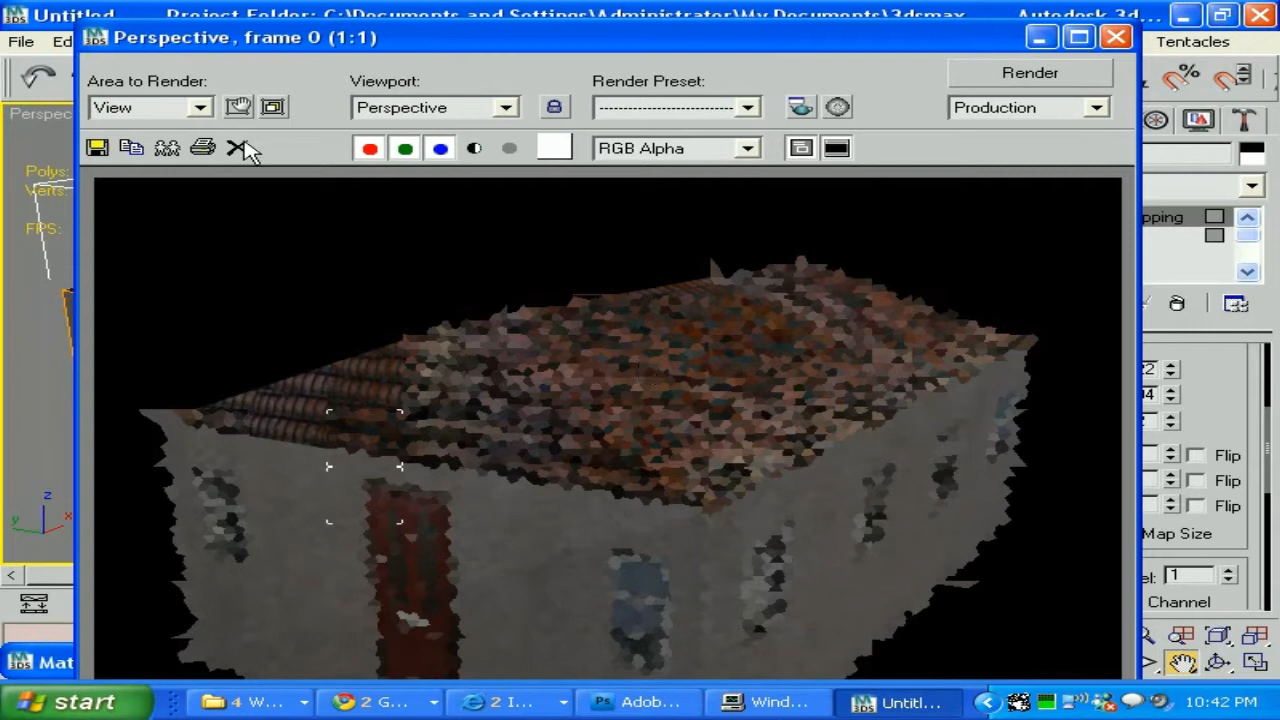 Untitled - Project Folder: C:\Documents and Settings\Administrator\My Documents\3dsmax - Autodesk 3d...
Perspective, frame 0 (1:1)
File Ed Tentacles
Area to Render: Viewport: Render Preset: Render
View Perspective Production
RGB Alpha
Perspec
Polys:
Verts:
FPS:
pping
Flip
Flip
Flip
Map Size
1
Channel
z
y x
Mat
start 4 W... 2 G... 2 I... Adob... Wind... Untitl... 10:42 PM